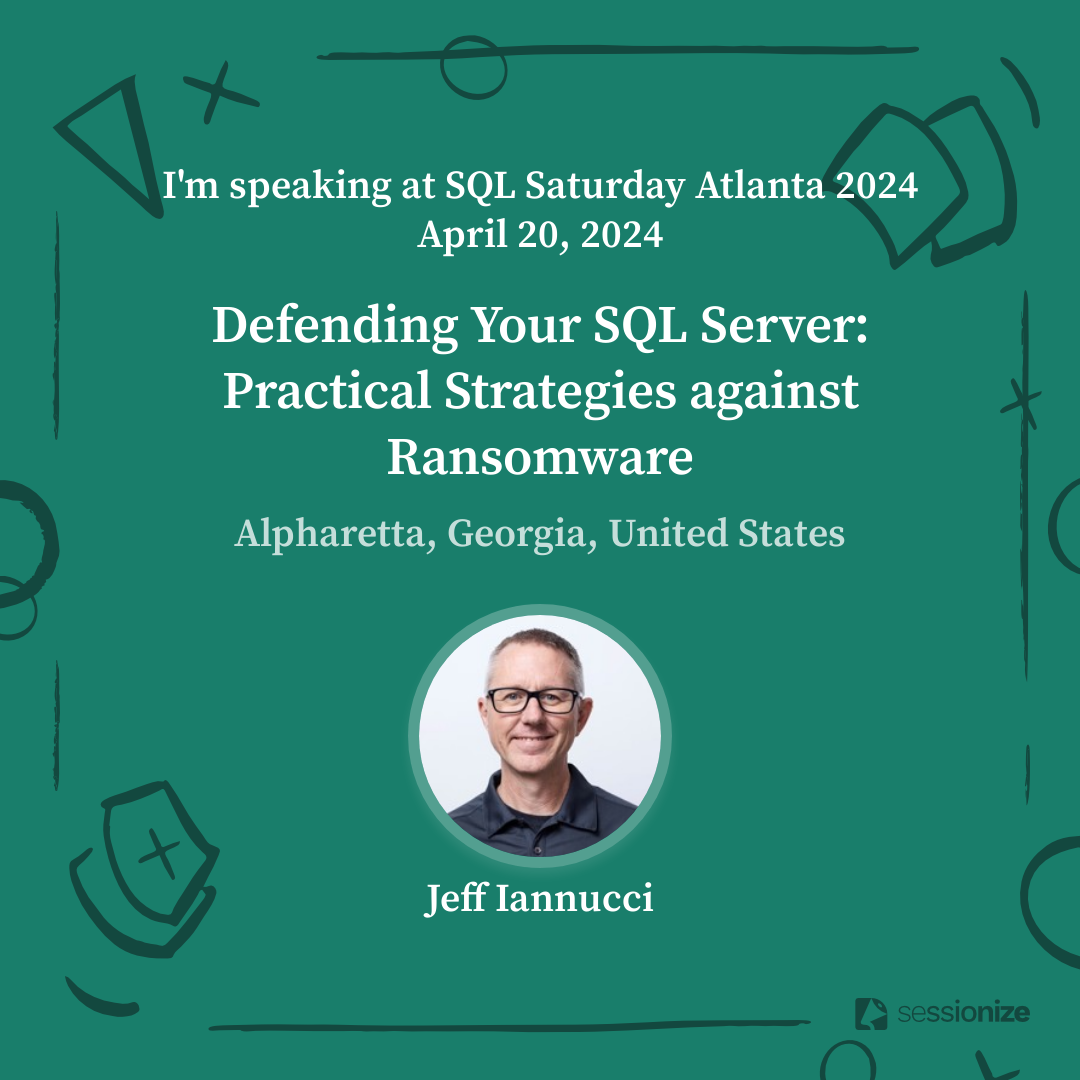 I'm speaking at SQL Saturday Atlanta 2024
April 20, 2024
Defending Your SQL Server:
Practical Strategies against
Ransomware
Alpharetta, Georgia, United States
Jeff Iannucci
sessionize